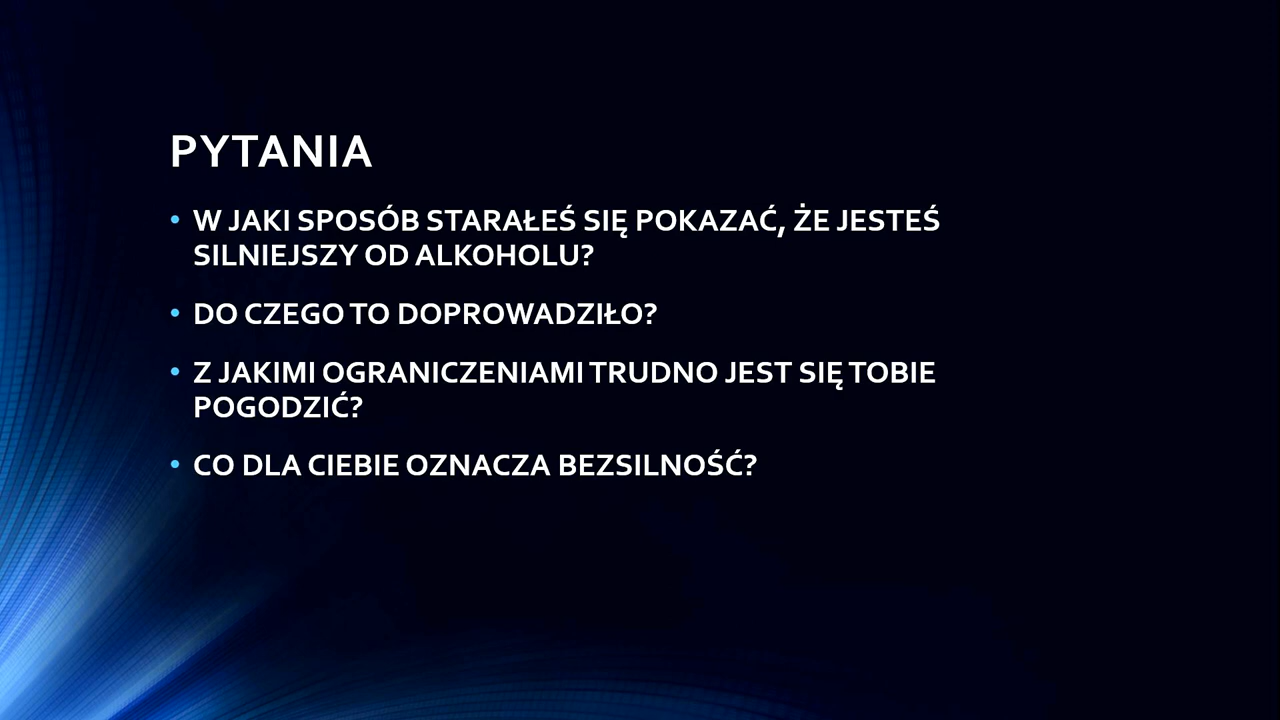 PYTANIA
• W JAKI SPOSÓB STARAŁEŚ SIĘ POKAZAĆ, ŻE JESTEŚ
SILNIEJSZY OD ALKOHOLU?
• DO CZEGO TO DOPROWADZIŁO?
• Z JAKIMI OGRANICZENIAMI TRUDNO JEST SIĘ TOBIE
POGODZIĆ?
• CO DLA CIEBIE OZNACZA BEZSILNOŚĆ?